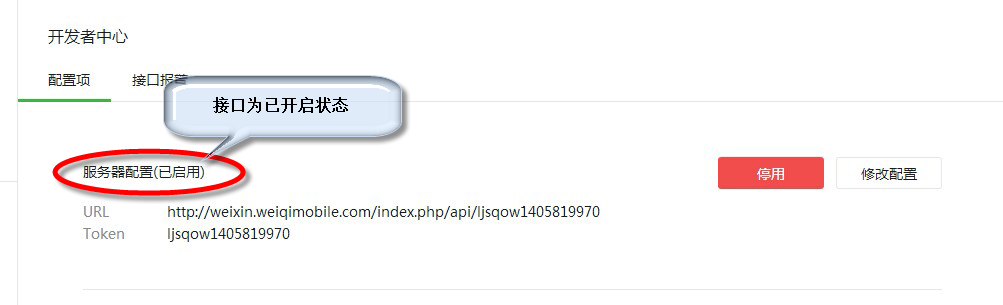 开发者中心
配置项 接口报警
接口为已开启状态
服务器配置(已启用) 停用 修改配置
URL http://weixin.weiqimobile.com/index.php/api/ljsqow1405819970
Token ljsqow1405819970